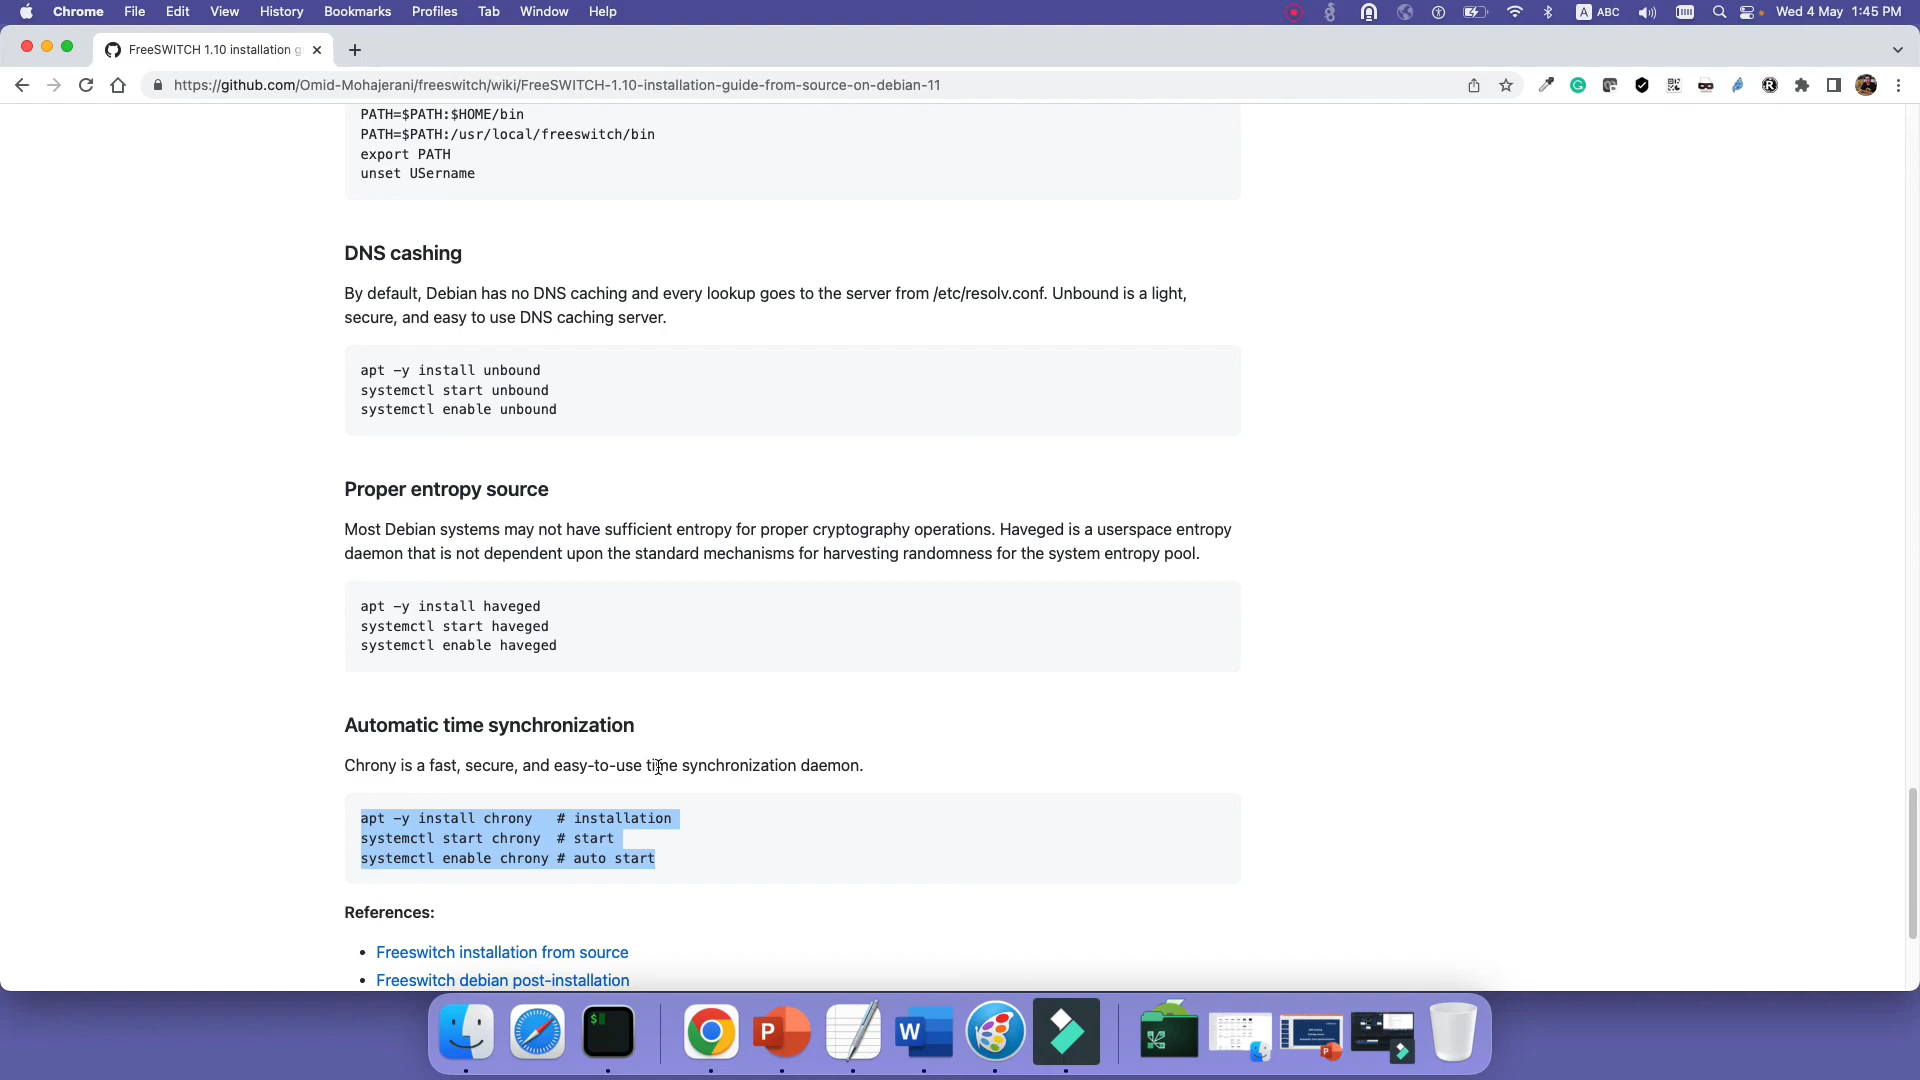 Chrome File Edit View History Bookmarks Profiles Tab Window Help
A ABC Wed 4 May 1:45 PM
FreeSWITCH 1.10 installation g
https://github.com/Omid-Mohajerani/freeswitch/wiki/FreeSWITCH-1.10-installation-guide-from-source-on-debian-11
PATH=$PATH:$HOME/bin
PATH=$PATH:/usr/local/freeswitch/bin
export PATH
unset USername
DNS cashing
By default, Debian has no DNS caching and every lookup goes to the server from /etc/resolv.conf. Unbound is a light,
secure, and easy to use DNS caching server.
apt -y install unbound
systemctl start unbound
systemctl enable unbound
Proper entropy source
Most Debian systems may not have sufficient entropy for proper cryptography operations. Haveged is a userspace entropy
daemon that is not dependent upon the standard mechanisms for harvesting randomness for the system entropy pool.
apt -y install haveged
systemctl start haveged
systemctl enable haveged
Automatic time synchronization
Chrony is a fast, secure, and easy-to-use time synchronization daemon.
apt -y install chrony # installation
systemctl start chrony # start
systemctl enable chrony # auto start
References:
• Freeswitch installation from source
• Freeswitch debian post-installation
$ P W P